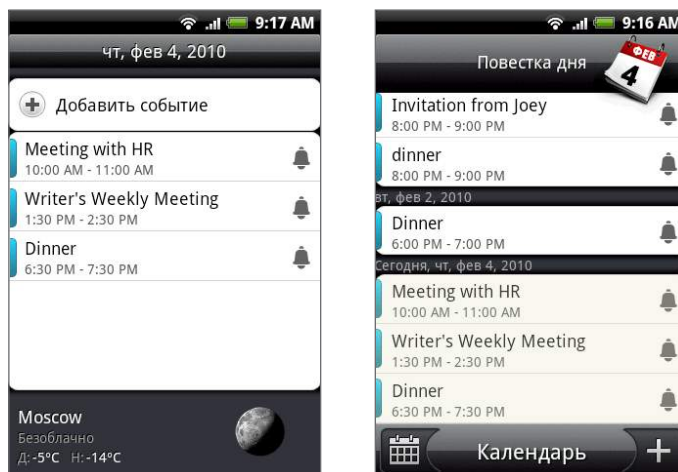 9:17 AM
чт, фев 4, 2010
Добавить событие
Meeting with HR
10:00 AM - 11:00 AM
Writer's Weekly Meeting
1:30 PM - 2:30 PM
Dinner
6:30 PM - 7:30 PM
Moscow
Безоблачно
Д:-5°C Н:-14°C
9:16 AM
Повестка дня
ФЕВ
4
Invitation from Joey
8:00 PM - 9:00 PM
dinner
8:00 PM - 9:00 PM
вт, фев 2, 2010
Dinner
6:00 PM - 7:00 PM
Сегодня, чт, фев 4, 2010
Meeting with HR
10:00 AM - 11:00 AM
Writer's Weekly Meeting
1:30 PM - 2:30 PM
Dinner
6:30 PM - 7:30 PM
Календарь